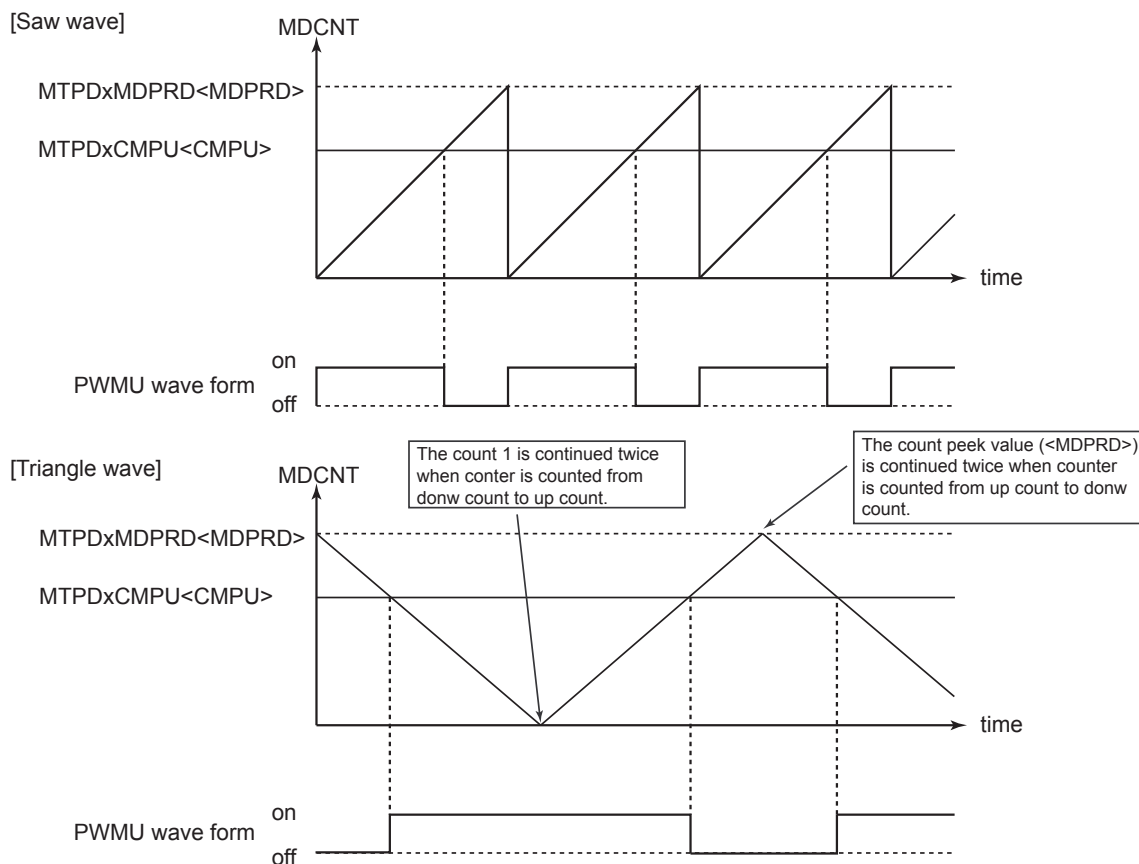 [Saw wave]
MDCNT
MTPDxMDPRD<MDPRD>
MTPDxCMPU<CMPU>
time
on
PWMU wave form
off
[Triangle wave]
MDCNT
The count 1 is continued twice
when conter is counted from
donw count to up count.
The count peek value (<MDPRD>)
is continued twice when counter
is counted from up count to donw
count.
MTPDxMDPRD<MDPRD>
MTPDxCMPU<CMPU>
time
on
PWMU wave form
off